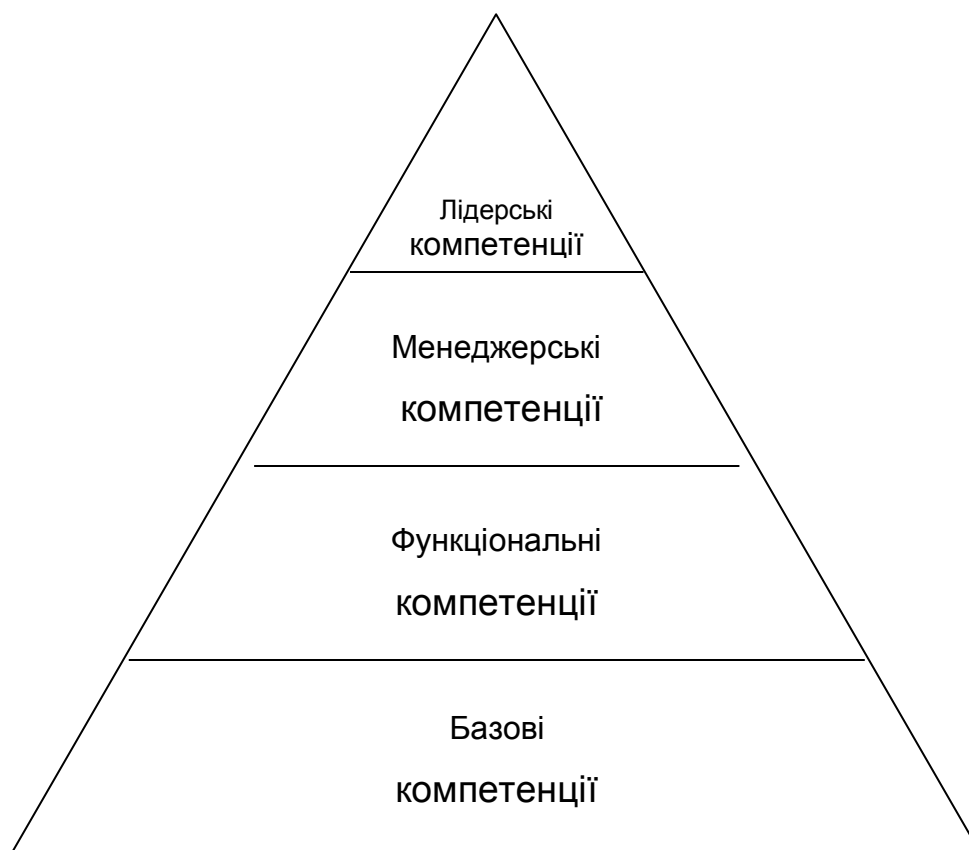 Лідерські
компетенції
Менеджерські
компетенції
Функціональні
компетенції
Базові
компетенції